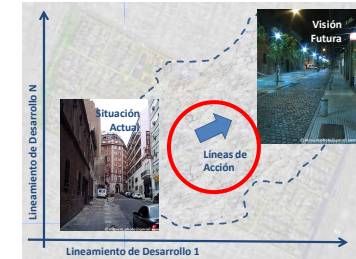 Visión
Futura
Situación
Actual
Líneas de
Acción
Lineamiento de Desarrollo N
Lineamiento de Desarrollo 1